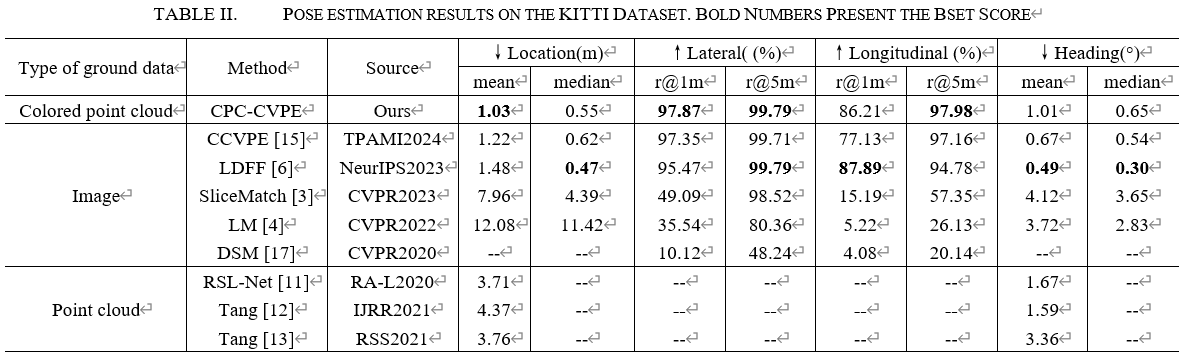 TABLE II. POSE ESTIMATION RESULTS ON THE KITTI DATASET. BOLD NUMBERS PRESENT THE BSET SCORE↵
Type of ground data↵ Method↵ Source↵ ↓Location(m)↵ ↑Lateral( (%)↵ ↑Longitudinal (%)↵ ↓Heading(°)↵
mean↵ median↵ r@1m↵ r@5m↵ r@1m↵ r@5m↵ mean↵ median↵
Colored point cloud↵ CPC-CVPE↵ Ours↵ 1.03↵ 0.55↵ 97.87↵ 99.79↵ 86.21↵ 97.98↵ 1.01↵ 0.65↵
Image↵ CCVPE [15]↵ TPAMI2024↵ 1.22↵ 0.62↵ 97.35↵ 99.71↵ 77.13↵ 97.16↵ 0.67↵ 0.54↵
LDFF [6]↵ NeurIPS2023↵ 1.48↵ 0.47↵ 95.47↵ 99.79↵ 87.89↵ 94.78↵ 0.49↵ 0.30↵
SliceMatch [3]↵ CVPR2023↵ 7.96↵ 4.39↵ 49.09↵ 98.52↵ 15.19↵ 57.35↵ 4.12↵ 3.65↵
LM [4]↵ CVPR2022↵ 12.08↵ 11.42↵ 35.54↵ 80.36↵ 5.22↵ 26.13↵ 3.72↵ 2.83↵
DSM [17]↵ CVPR2020↵ --↵ --↵ 10.12↵ 48.24↵ 4.08↵ 20.14↵ --↵ --↵
Point cloud↵ RSL-Net [11]↵ RA-L2020↵ 3.71↵ --↵ --↵ --↵ --↵ --↵ 1.67↵ --↵
Tang [12]↵ IJRR2021↵ 4.37↵ --↵ --↵ --↵ --↵ --↵ 1.59↵ --↵
Tang [13]↵ RSS2021↵ 3.76↵ --↵ --↵ --↵ --↵ --↵ 3.36↵ --↵